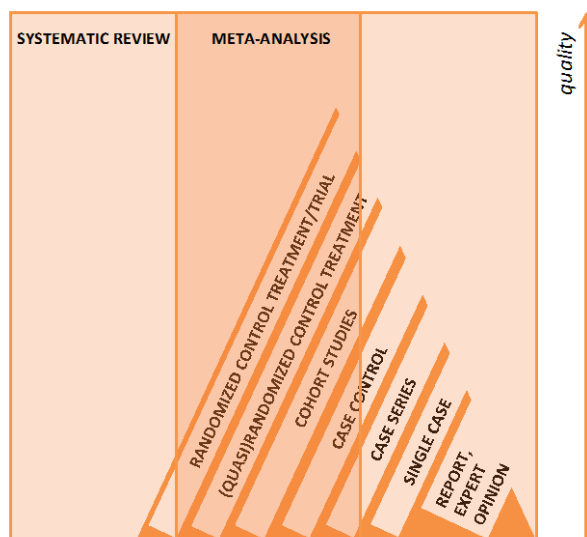 SYSTEMATIC REVIEW
META-ANALYSIS
quality
RANDOMIZED CONTROL TREATMENT/TRIAL
(QUASI)RANDOMIZED CONTROL TREATMENT
COHORT STUDIES
CASE CONTROL
CASE SERIES
SINGLE CASE
REPORT,
EXPERT
OPINION